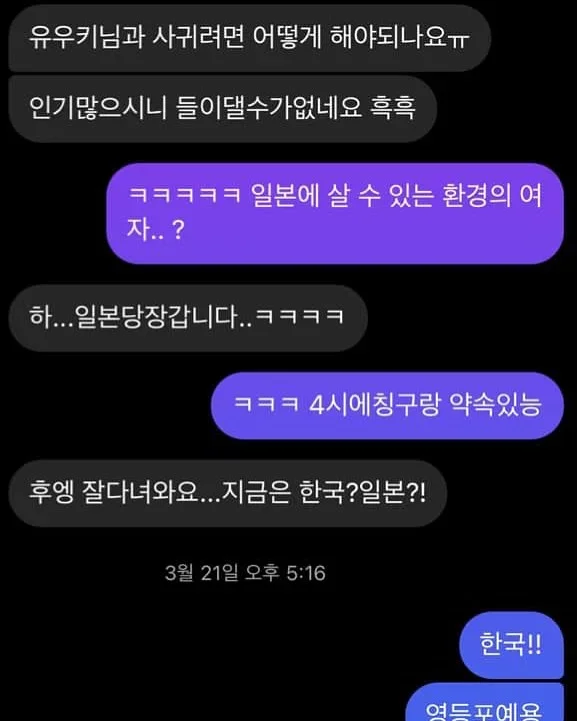 유우키님과 사귀려면 어떻게 해야되나요ㅠ
인기많으시니 들이댈수가없네요 흑흑
ㅋㅋㅋㅋㅋ 일본에 살 수 있는 환경의 여
자.. ?
하...일본당장갑니다..ㅋㅋㅋㅋ
ㅋㅋㅋ 4시에칭구랑 약속있능
후엥 잘다녀와요...지금은 한국?일본?!
3월 21일 오후 5:16
한국!!
영등포예용